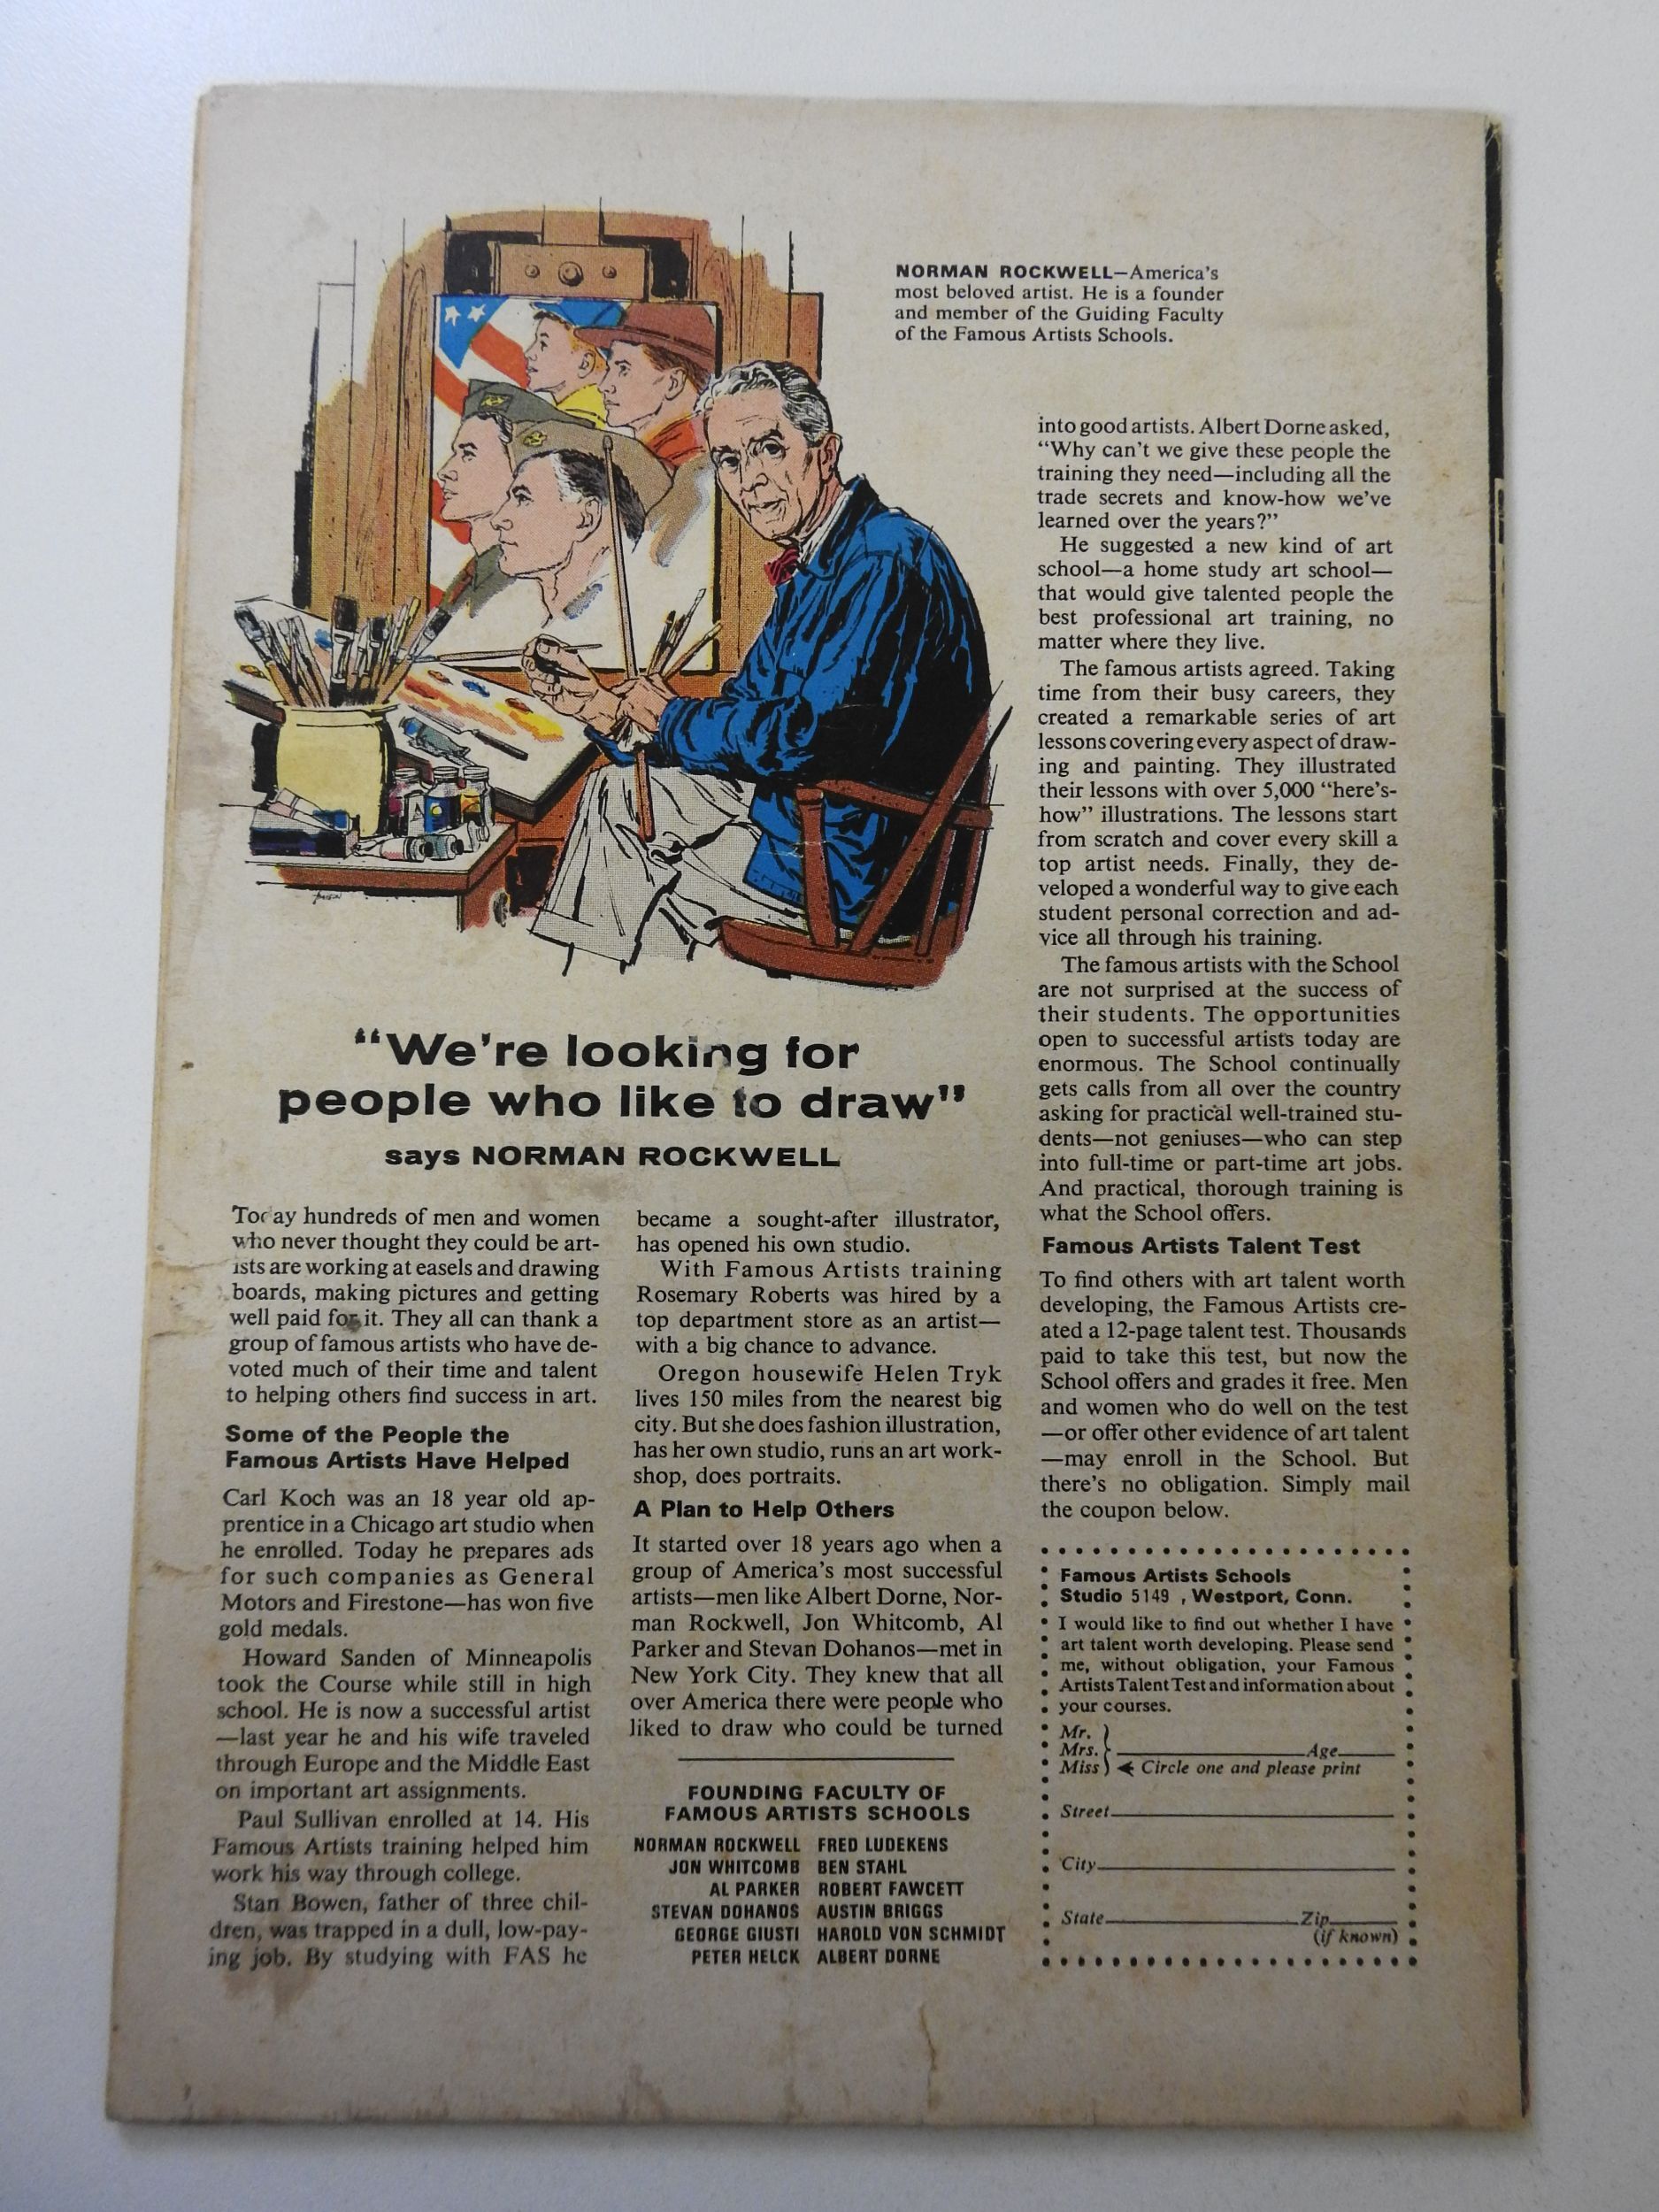 NORMAN ROCKWELL—America's
most beloved artist. He is a founder
and member of the Guiding Faculty
of the Famous Artists Schools.
"We're looking for
people who like to draw"
says NORMAN ROCKWELL
Today hundreds of men and women
who never thought they could be art-
ists are working at easels and drawing
boards, making pictures and getting
well paid for it. They all can thank a
group of famous artists who have de-
voted much of their time and talent
to helping others find success in art.
Some of the People the
Famous Artists Have Helped
Carl Koch was an 18 year old ap-
prentice in a Chicago art studio when
he enrolled. Today he prepares ads
for such companies as General
Motors and Firestone—has won five
gold medals.
Howard Sanden of Minneapolis
took the Course while still in high
school. He is now a successful artist
—last year he and his wife traveled
through Europe and the Middle East
on important art assignments.
Paul Sullivan enrolled at 14. His
Famous Artists training helped him
work his way through college.
Stan Bowen, father of three chil-
dren, was trapped in a dull, low-pay-
ing job. By studying with FAS he
became a sought-after illustrator,
has opened his own studio.
With Famous Artists training
Rosemary Roberts was hired by a
top department store as an artist—
with a big chance to advance.
Oregon housewife Helen Tryk
lives 150 miles from the nearest big
city. But she does fashion illustration,
has her own studio, runs an art work-
shop, does portraits.
A Plan to Help Others
It started over 18 years ago when a
group of America's most successful
artists—men like Albert Dorne, Nor-
man Rockwell, Jon Whitcomb, Al
Parker and Stevan Dohanos—met in
New York City. They knew that all
over America there were people who
liked to draw who could be turned
FOUNDING FACULTY OF
FAMOUS ARTISTS SCHOOLS
NORMAN ROCKWELL FRED LUDEKENS
JON WHITCOMB BEN STAHL
AL PARKER ROBERT FAWCETT
STEVAN DOHANOS AUSTIN BRIGGS
GEORGE GIUSTI HAROLD VON SCHMIDT
PETER HELCK ALBERT DORNE
into good artists. Albert Dorne asked,
"Why can't we give these people the
training they need—including all the
trade secrets and know-how we've
learned over the years?"
He suggested a new kind of art
school—a home study art school—
that would give talented people the
best professional art training, no
matter where they live.
The famous artists agreed. Taking
time from their busy careers, they
created a remarkable series of art
lessons covering every aspect of draw-
ing and painting. They illustrated
their lessons with over 5,000 "here's-
how" illustrations. The lessons start
from scratch and cover every skill a
top artist needs. Finally, they de-
veloped a wonderful way to give each
student personal correction and ad-
vice all through his training.
The famous artists with the School
are not surprised at the success of
their students. The opportunities
open to successful artists today are
enormous. The School continually
gets calls from all over the country
asking for practical well-trained stu-
dents—not geniuses—who can step
into full-time or part-time art jobs.
And practical, thorough training is
what the School offers.
Famous Artists Talent Test
To find others with art talent worth
developing, the Famous Artists cre-
ated a 12-page talent test. Thousands
paid to take this test, but now the
School offers and grades it free. Men
and women who do well on the test
—or offer other evidence of art talent
—may enroll in the School. But
there's no obligation. Simply mail
the coupon below.
Famous Artists Schools
Studio 5149 , Westport, Conn.
I would like to find out whether I have
art talent worth developing. Please send
me, without obligation, your Famous
Artists Talent Test and information about
your courses.
Mr.
Mrs. Age
Miss Circle one and please print
Street
City
State Zip
(if known)